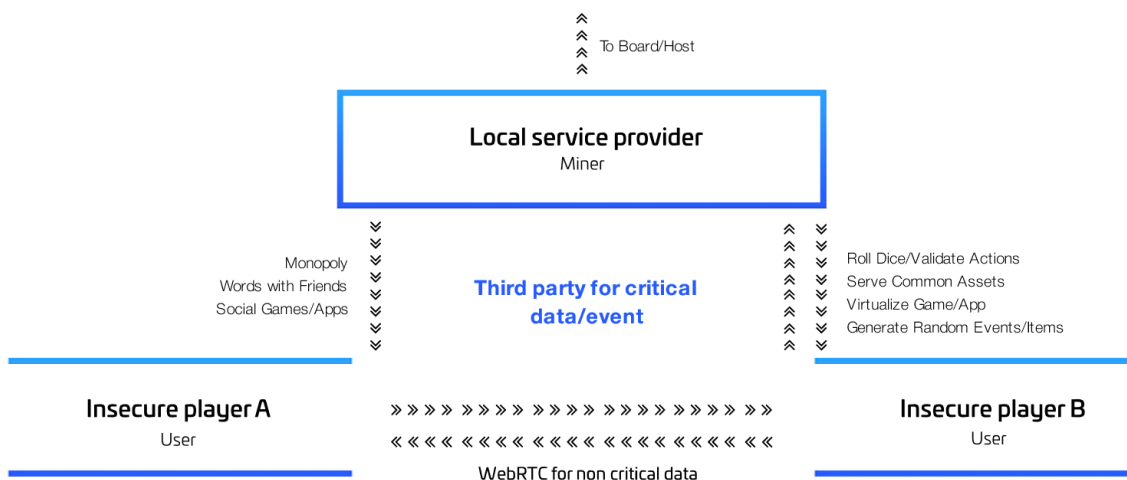 To Board/Host
Local service provider
Miner
Monopoly
Words with Friends
Social Games/Apps
Third party for critical
data/event
Roll Dice/Validate Actions
Serve Common Assets
Virtualize Game/App
Generate Random Events/Items
Insecure player A
User
Insecure player B
User
WebRTC for non critical data